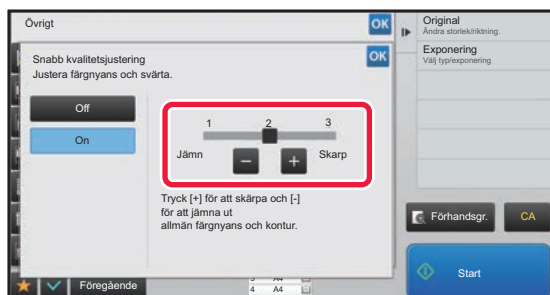 Övrigt
OK
Original
Ändra storlek/riktning.
Snabb kvalitetsjustering
OK
Exponering
Justera färgnyans och svärta.
Välj typ/exponering
Off
On
1 2 3
Jämn
Skarp
Tryck [+] för att skärpa och [-]
för att jämna ut
allmän färgnyans och kontur.
Förhandsgr.
CA
Start
Föregående
4 A4